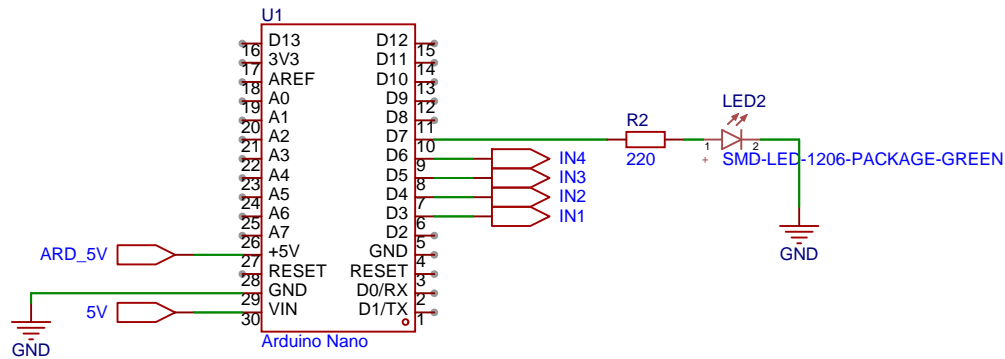 U1
D13 D12
16 15
3V3 D11
17 14
AREF D10
18 13
A0 D9
19 12
A1 D8
20 11
A2 D7
21 10
A3 D6
22 9
A4 D5
23 8
A5 D4
24 7
A6 D3
25 6
A7 D2
26 5
+5V GND
27 4
RESET RESET
28 3
GND D0/RX
29 2
VIN D1/TX
30 1
Arduino Nano
ARD_5V
5V
GND
IN4
IN3
IN2
IN1
R2
220
LED2
1 2
+ SMD-LED-1206-PACKAGE-GREEN
GND